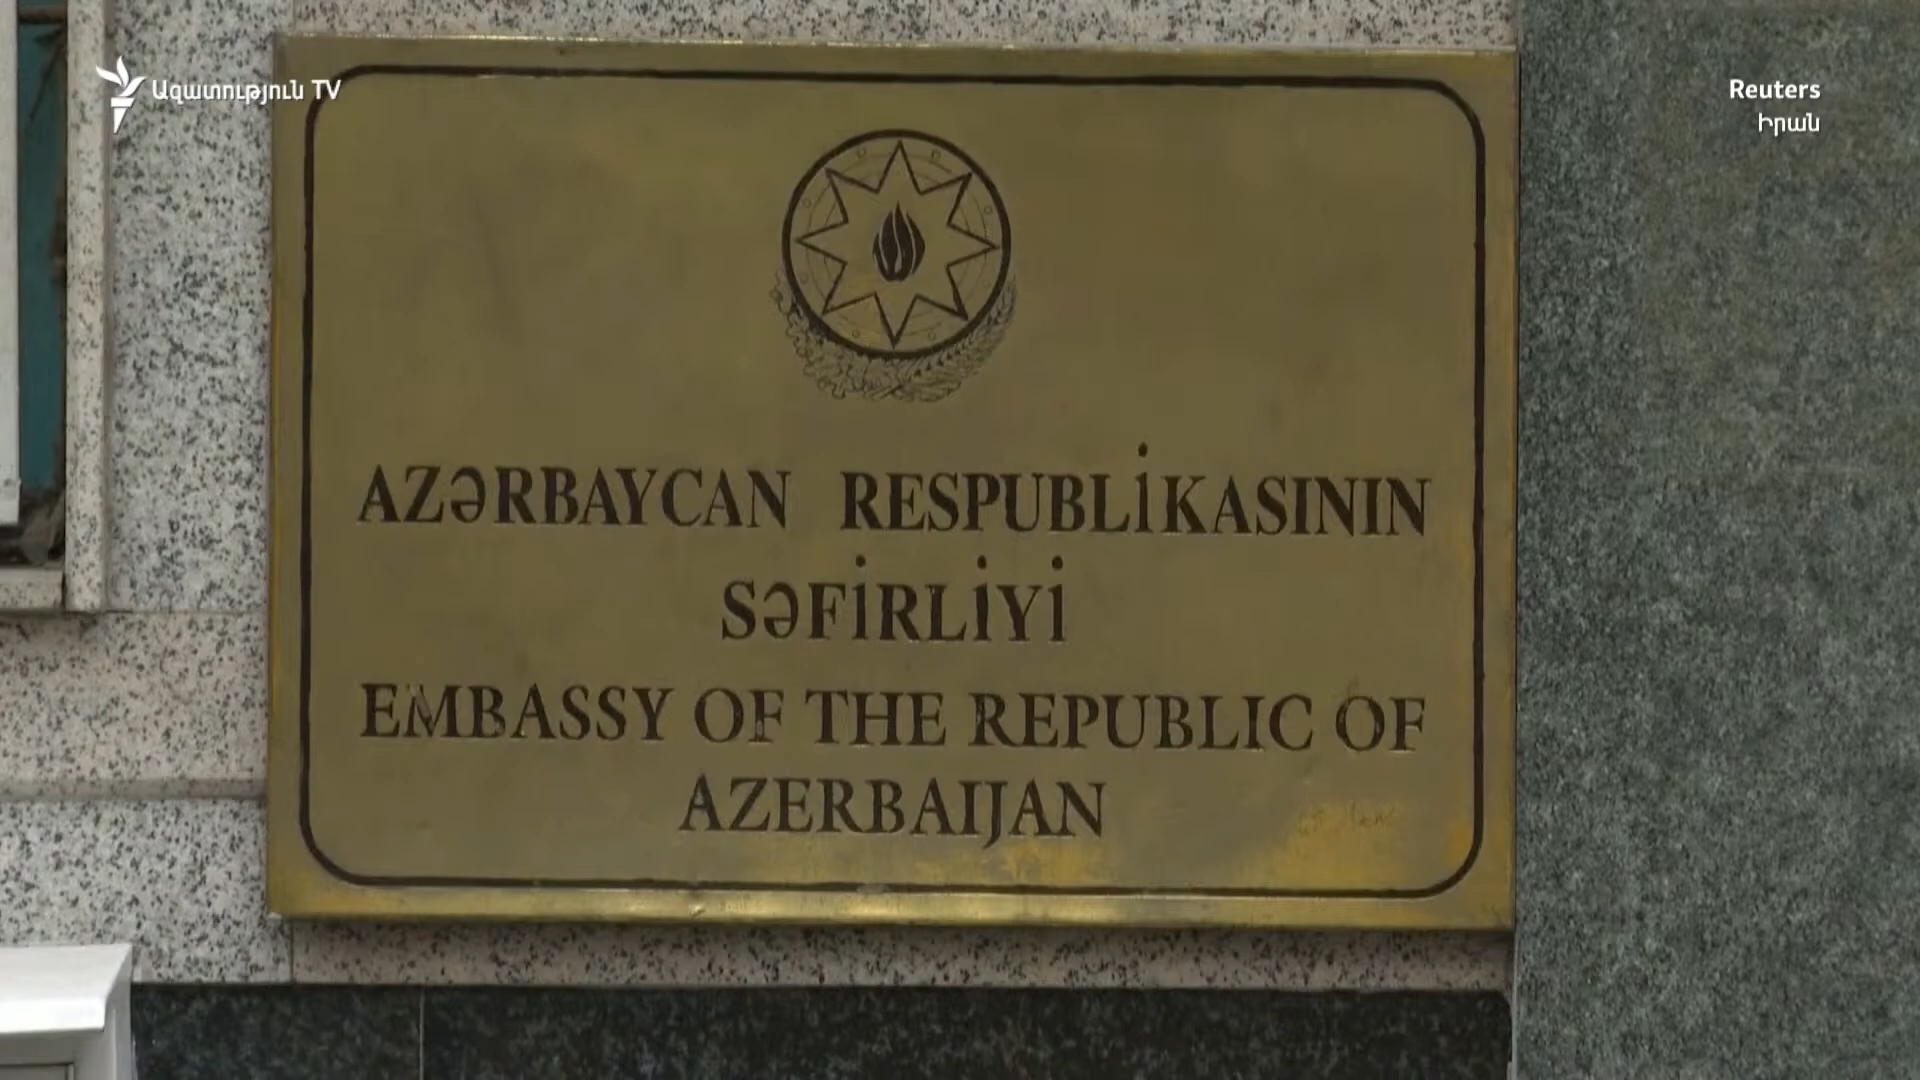 Ազատություն TV
Reuters
Իրան
AZƏRBAYCAN RESPUBLİKASININ
SƏFİRLİYİ
EMBASSY OF THE REPUBLIC OF
AZERBAIJAN